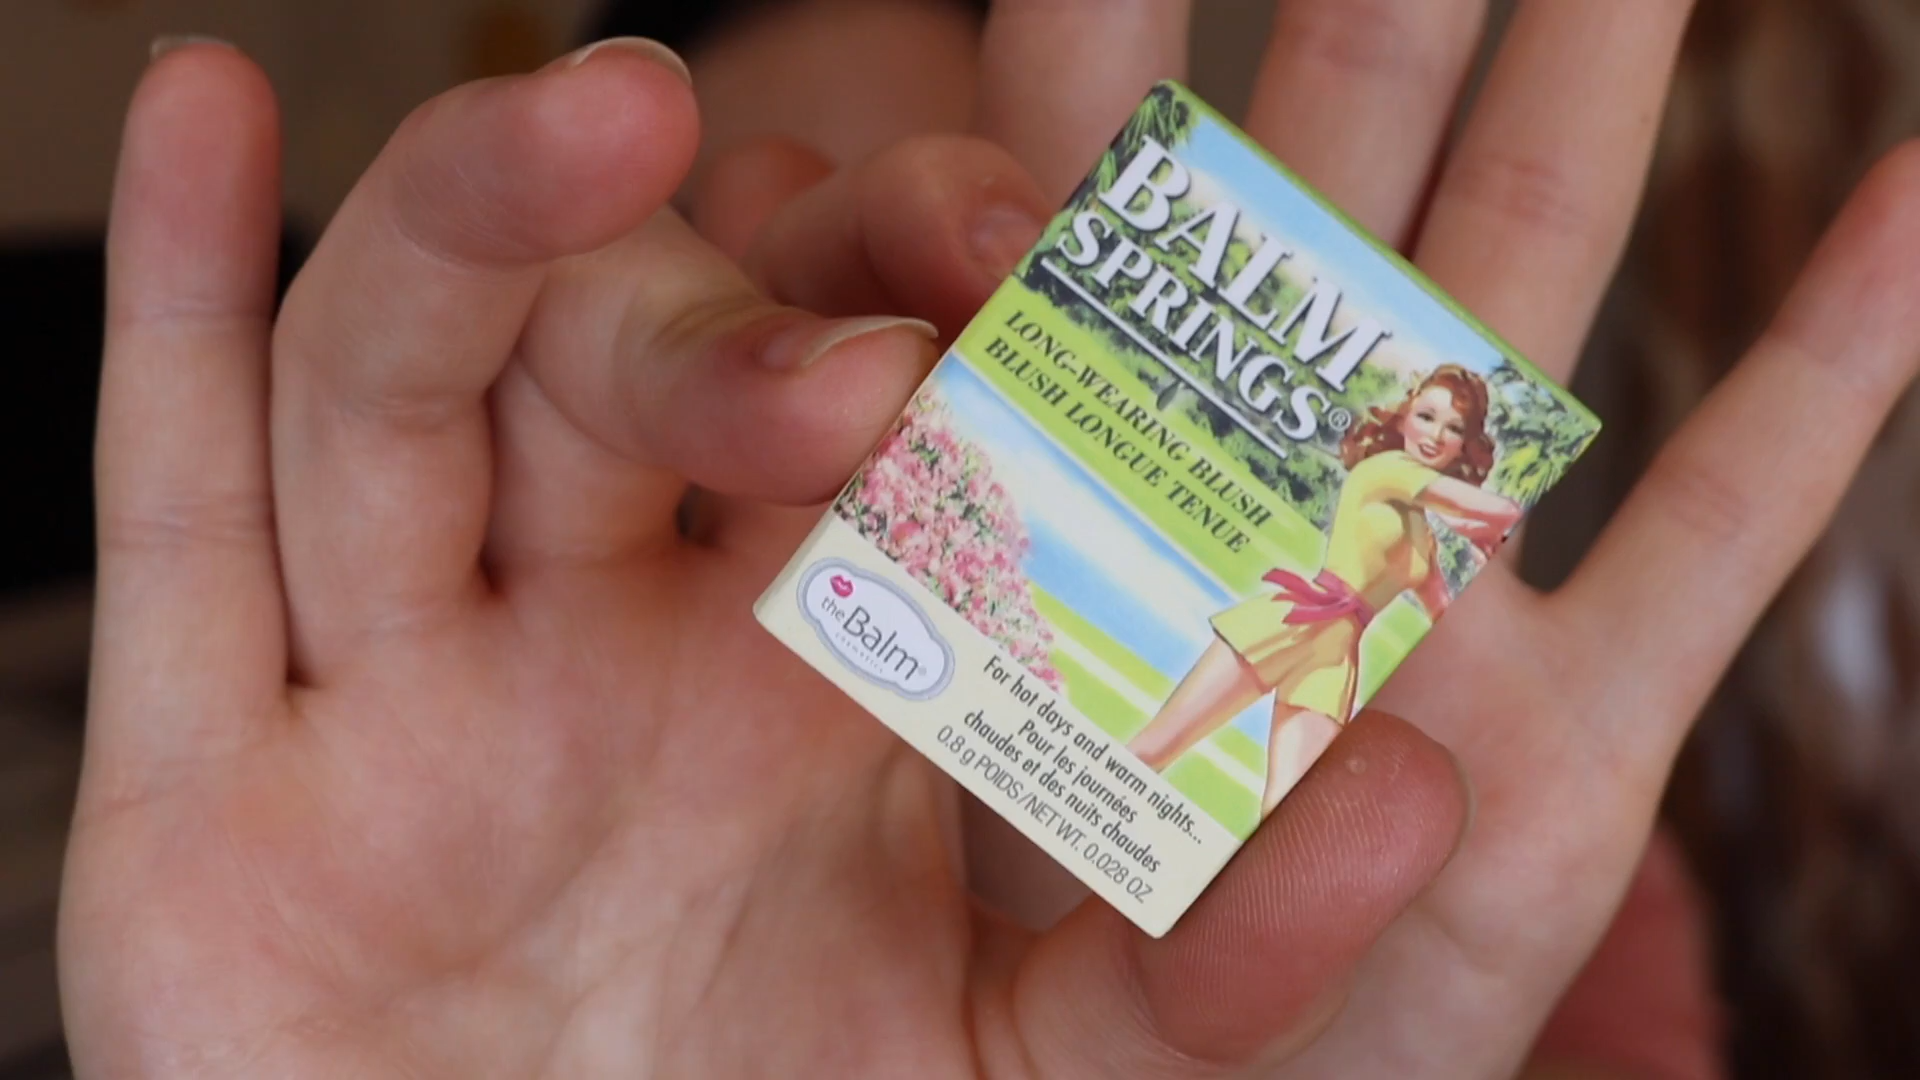 BALM
SPRINGS®
LONG-WEARING BLUSH
BLUSH LONGUE TENUE
the Balm®
COSMETICS
For hot days and warm nights...
Pour les journées
chaudes et des nuits chaudes
0.8 g POIDS/NET WT. 0.028 OZ